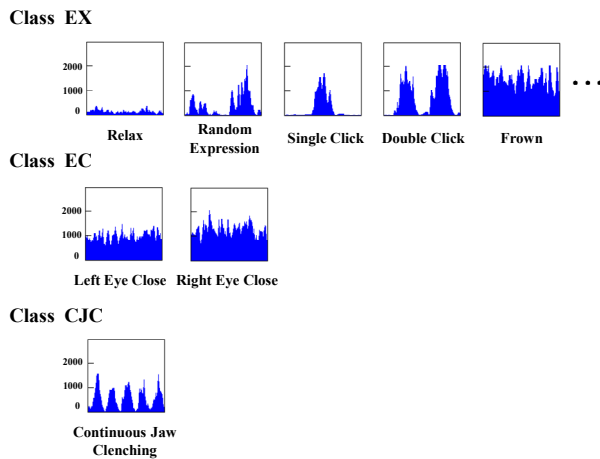 Class EX
2000
1000
0
Relax
Random
Expression
Single Click
Double Click
Frown
...
Class EC
2000
1000
0
Left Eye Close
Right Eye Close
Class CJC
2000
1000
0
Continuous Jaw
Clenching